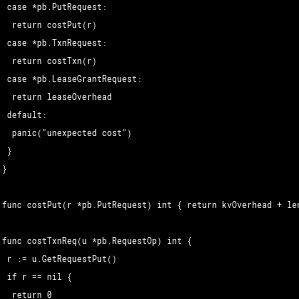 case *pb.PutRequest:
return costPut(r)
case *pb.TxnRequest:
return costTxn(r)
case *pb.LeaseGrantRequest:
return leaseOverhead
default:
panic("unexpected cost")
}
}
func costPut(r *pb.PutRequest) int { return kvOverhead + len
func costTxnReq(u *pb.RequestOp) int {
r := u.GetRequestPut()
if r == nil {
return 0